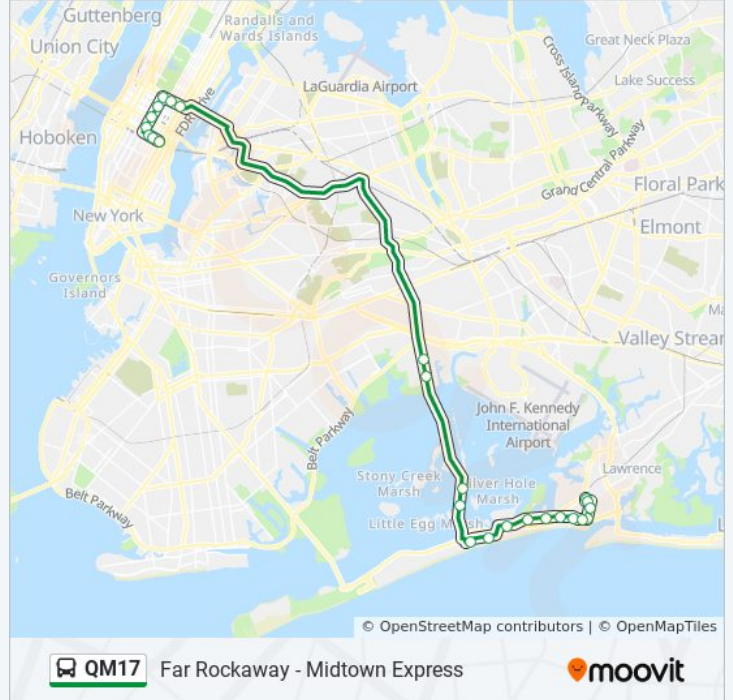 Guttenberg
Union City
Randalls and
Wards Islands
Great Neck Plaza
Cross Island Parkway
Lake Success
LaGuardia Airport
FDR Drive
Hoboken
Grand Central Parkway
Floral Park
New York
Elmont
Governors
Island
Valley Strear
John F. Kennedy
International
Airport
Belt Parkway
Lawrence
Stony Creek
Marsh
Silver Hole
Marsh
Belt Parkway
Little Egg Marsh
© OpenStreetMap contributors | © OpenMapTiles
QM17 Far Rockaway - Midtown Express
moovit